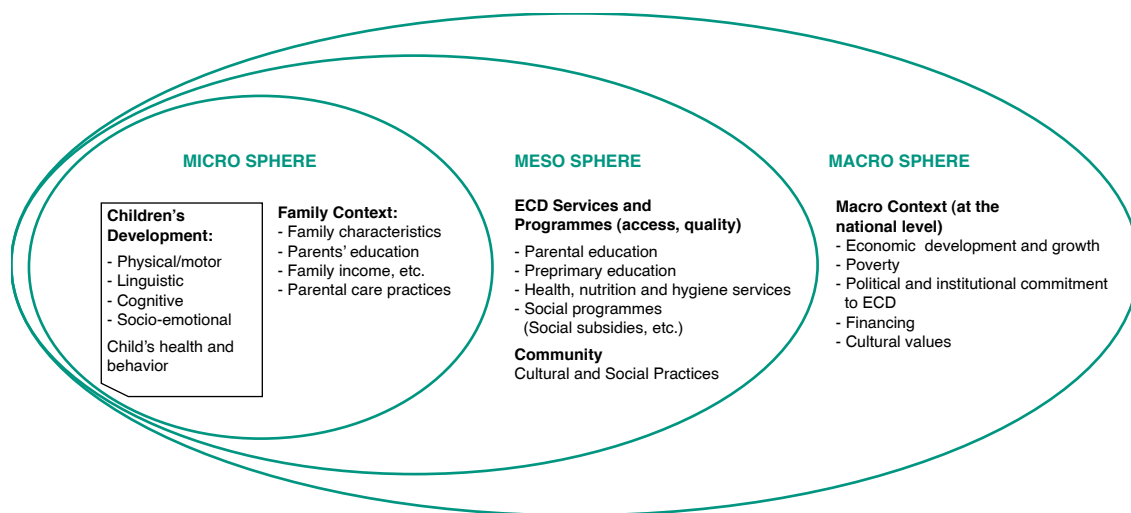 MICRO SPHERE
Children's
Development:
- Physical/motor
- Linguistic
- Cognitive
- Socio-emotional
Child's health and
behavior
Family Context:
- Family characteristics
- Parents' education
- Family income, etc.
- Parental care practices
MESO SPHERE
ECD Services and
Programmes (access, quality)
- Parental education
- Preprimary education
- Health, nutrition and hygiene services
- Social programmes
(Social subsidies, etc.)
Community
Cultural and Social Practices
MACRO SPHERE
Macro Context (at the
national level)
- Economic development and growth
- Poverty
- Political and institutional commitment
to ECD
- Financing
- Cultural values